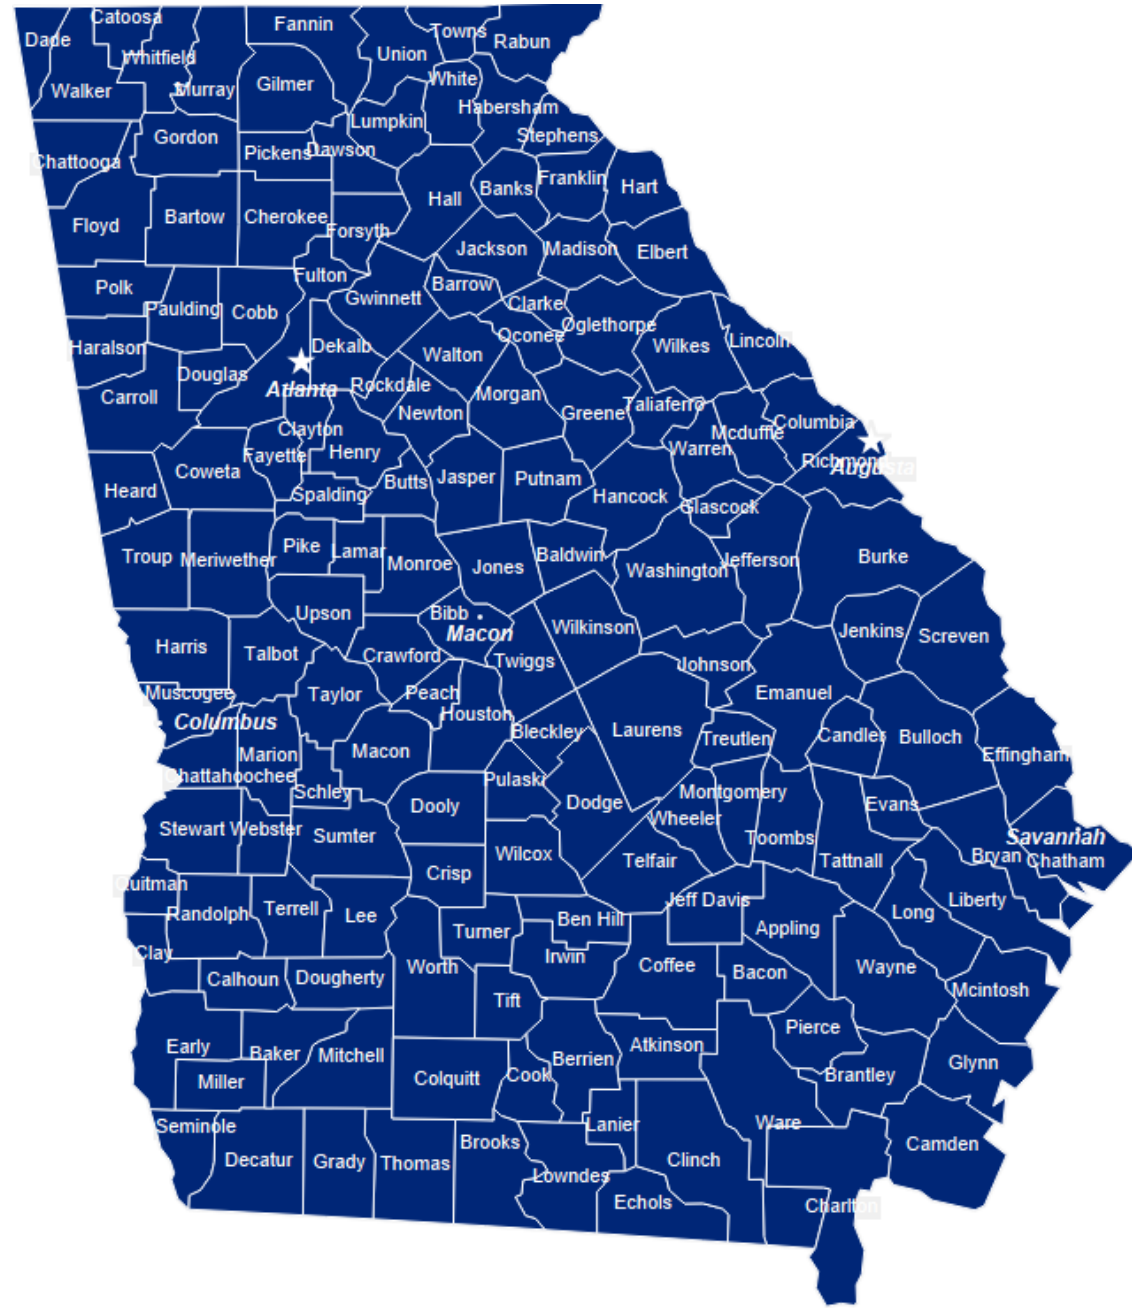 Catoosa
Fannin
Towns
Rabun
Dade
Union
Whitfield
White
Walker
Murray
Gilmer
Habersham
Lumpkin
Stephens
Gordon
Dawson
Pickens
Chattooga
Franklin
Hart
Banks
Hall
Bartow
Cherokee
Floyd
Forsyth
Jackson
Madison
Elbert
Fulton
Polk
Barrow
Gwinnett
Clarke
Paulding
Cobb
Oglethorpe
Oconee
Lincoln
Haralson
Dekalb
Wilkes
Walton
Douglas
Rockdale
Atlanta
Morgan
Carroll
Taliaferro
Newton
Greene
Columbia
Clayton
Mcduffie
Warren
Henry
Fayette
Richmond
Augusta
Coweta
Jasper
Putnam
Butts
Heard
Spalding
Hancock
Glascock
Pike
Lamar
Baldwin
Troup
Meriwether
Monroe
Jones
Washington
Jefferson
Burke
Upson
Bibb
Macon
Wilkinson
Jenkins
Screven
Harris
Talbot
Crawford
Twiggs
Johnson
Muscogee
Taylor
Peach
Emanuel
Houston
Columbus
Bleckley
Laurens
Treutlen
Candler
Bulloch
Marion
Macon
Effingham
Chattahoochee
Pulaski
Schley
Montgomery
Dooly
Dodge
Evans
Wheeler
Stewart
Webster
Sumter
Toombs
Savannah
Wilcox
Telfair
Tattnall
Bryan
Chatham
Crisp
Quitman
Jeff Davis
Liberty
Randolph
Terrell
Lee
Ben Hill
Long
Turner
Appling
Clay
Irwin
Worth
Coffee
Wayne
Calhoun
Dougherty
Bacon
Mcintosh
Tift
Pierce
Early
Baker
Mitchell
Atkinson
Berrien
Glynn
Miller
Colquitt
Cook
Brantley
Seminole
Lanier
Ware
Brooks
Camden
Decatur
Grady
Thomas
Clinch
Lowndes
Echols
Charlton